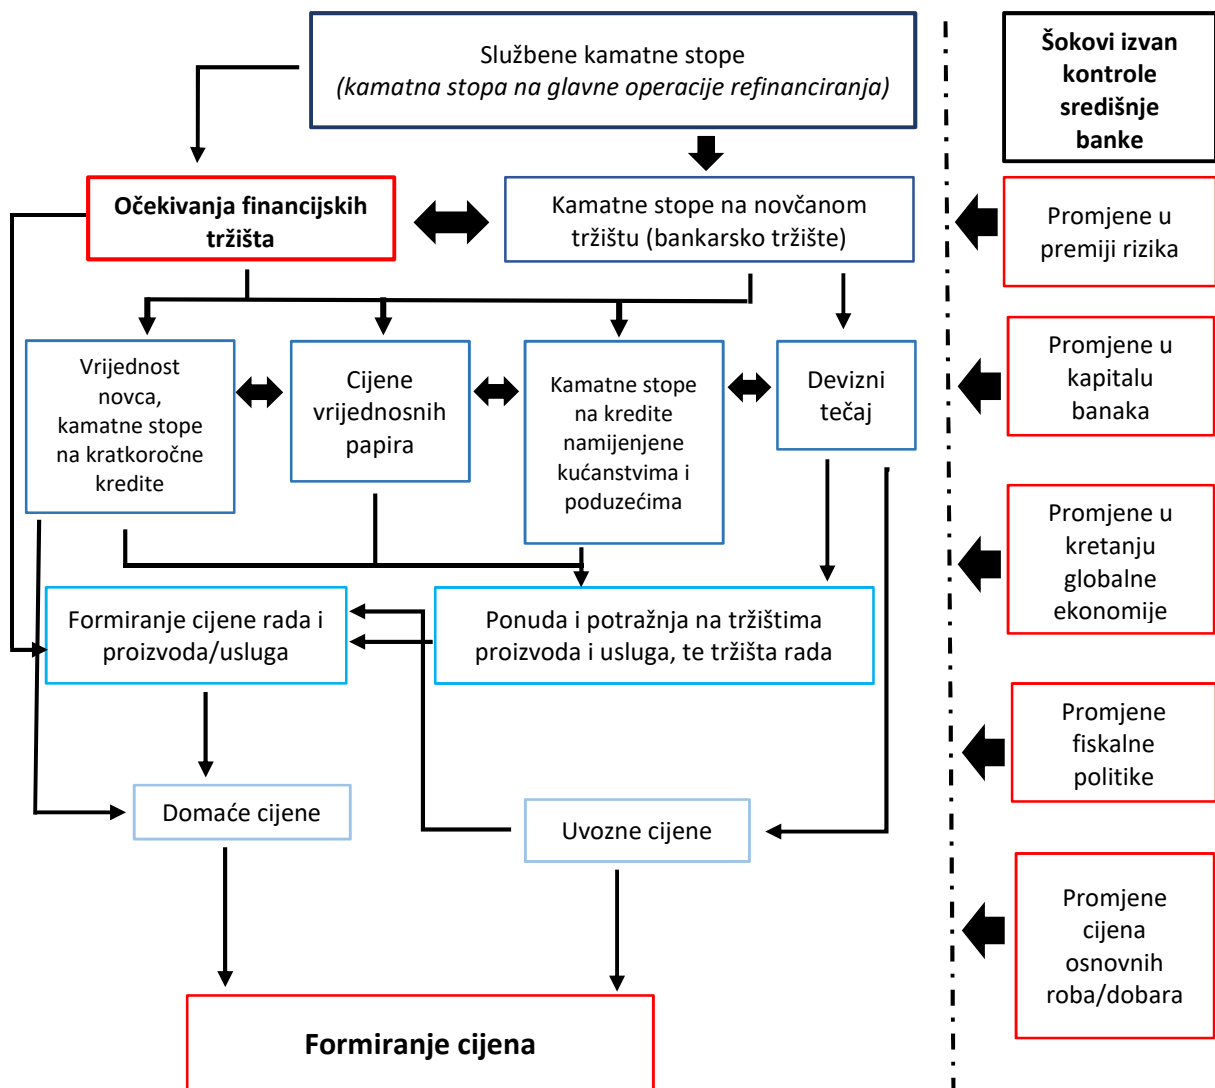 Službene kamatne stope
(kamatna stopa na glavne operacije refinanciranja)
Šokovi izvan
kontrole
središnje
banke
Očekivanja financijskih
tržišta
Kamatne stope na novčanom
tržištu (bankarsko tržište)
Promjene u
premiji rizika
Vrijednost
novca,
kamatne stope
na kratkoročne
kredite
Cijene
vrijednosnih
papira
Kamatne stope
na kredite
namijenjene
kućanstvima i
poduzećima
Devizni
tečaj
Promjene u
kapitalu
banaka
Promjene u
kretanju
globalne
ekonomije
Formiranje cijene rada i
proizvoda/usluga
Ponuda i potražnja na tržištima
proizvoda i usluga, te tržišta rada
Promjene
fiskalne
politike
Domaće cijene
Uvozne cijene
Promjene
cijena
osnovnih
roba/dobara
Formiranje cijena